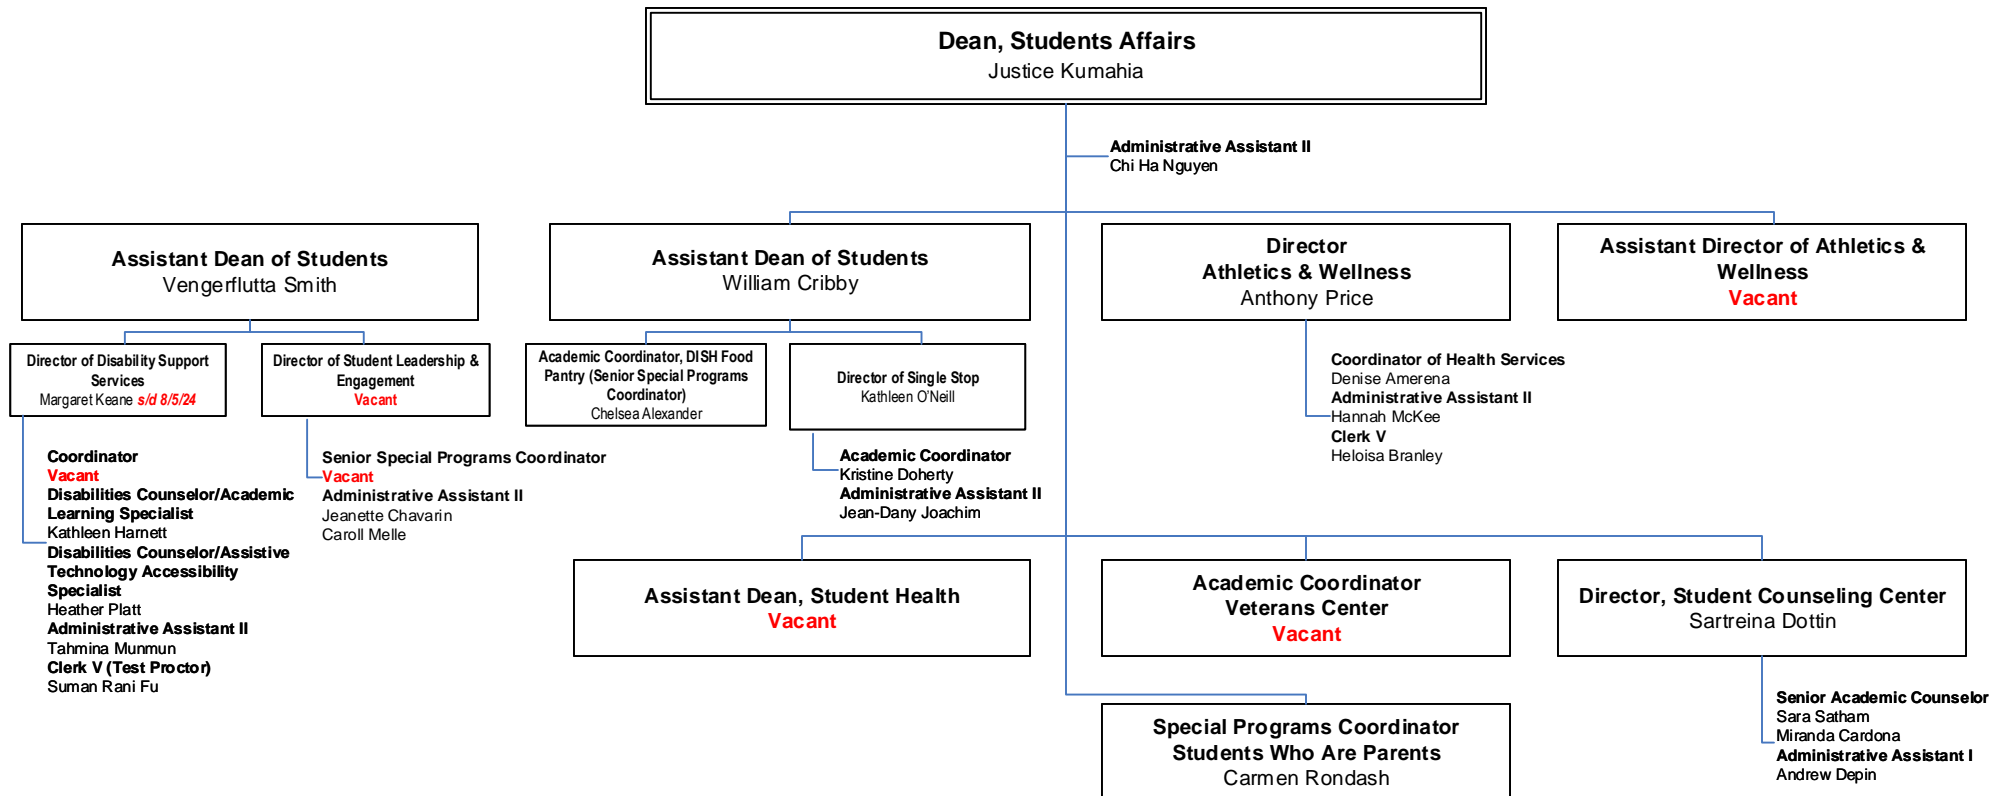 Dean, Students Affairs
Justice Kumahia
Administrative Assistant II
Chi Ha Nguyen
Assistant Dean of Students
Vengerflutta Smith
Assistant Dean of Students
William Cribby
Director
Athletics & Wellness
Anthony Price
Assistant Director of Athletics &
Wellness
Vacant
Director of Disability Support
Services
Margaret Keane s/d 8/5/24
Director of Student Leadership &
Engagement
Vacant
Academic Coordinator, DISH Food
Pantry (Senior Special Programs
Coordinator)
Chelsea Alexander
Director of Single Stop
Kathleen O'Neill
Coordinator of Health Services
Denise Amerena
Administrative Assistant II
Hannah McKee
Clerk V
Heloisa Branley
Coordinator
Vacant
Disabilities Counselor/Academic
Learning Specialist
Kathleen Harnett
Disabilities Counselor/Assistive
Technology Accessibility
Specialist
Heather Platt
Administrative Assistant II
Tahmina Munmun
Clerk V (Test Proctor)
Suman Rani Fu
Senior Special Programs Coordinator
Vacant
Administrative Assistant II
Jeanette Chavarin
Caroll Melle
Academic Coordinator
Kristine Doherty
Administrative Assistant II
Jean-Dany Joachim
Assistant Dean, Student Health
Vacant
Academic Coordinator
Veterans Center
Vacant
Director, Student Counseling Center
Sartreina Dottin
Special Programs Coordinator
Students Who Are Parents
Carmen Rondash
Senior Academic Counselor
Sara Satham
Miranda Cardona
Administrative Assistant I
Andrew Depin